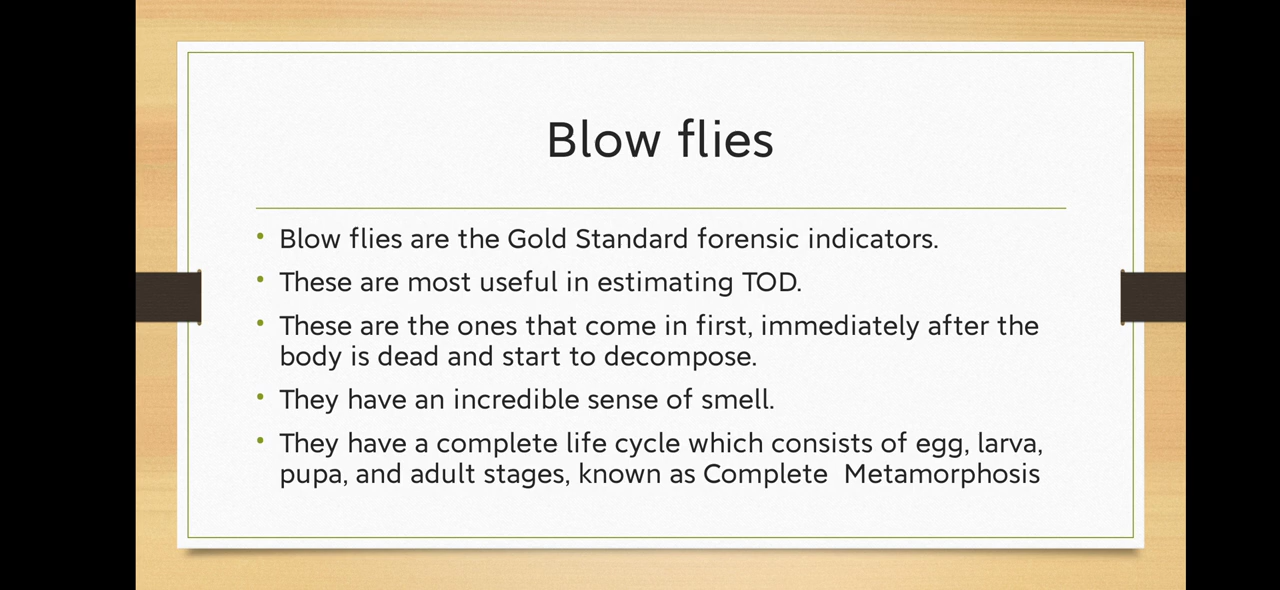 Blow flies
• Blow flies are the Gold Standard forensic indicators.
• These are most useful in estimating TOD.
• These are the ones that come in first, immediately after the
body is dead and start to decompose.
• They have an incredible sense of smell.
• They have a complete life cycle which consists of egg, larva,
pupa, and adult stages, known as Complete  Metamorphosis